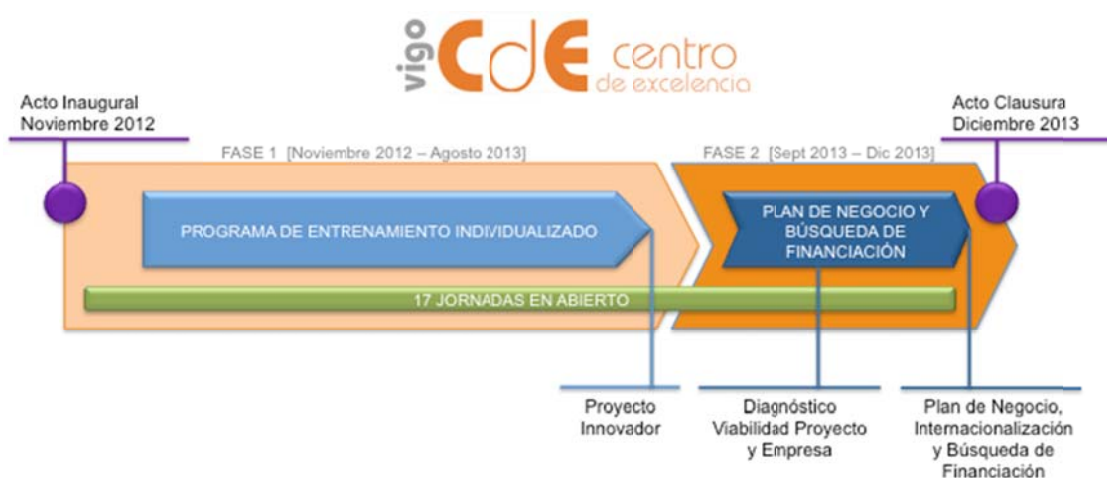 vigo CdE centro
de excelencia
Acto Inaugural
Noviembre 2012
Acto Clausura
Diciembre 2013
FASE 1 [Noviembre 2012 – Agosto 2013]
FASE 2 [Sept 2013 – Dic 2013]
PROGRAMA DE ENTRENAMIENTO INDIVIDUALIZADO
PLAN DE NEGOCIO Y
BÚSQUEDA DE
FINANCIACIÓN
17 JORNADAS EN ABIERTO
Proyecto
Innovador
Diagnóstico
Viabilidad Proyecto
y Empresa
Plan de Negocio,
Internacionalización
y Búsqueda de
Financiación